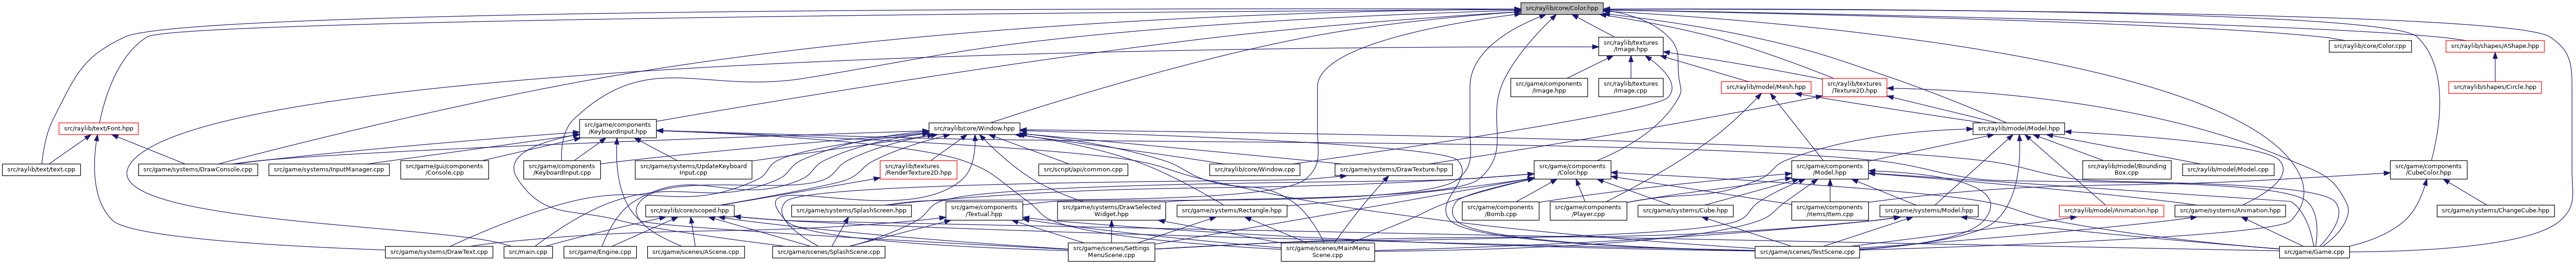 src/raylib/core/Color.hpp
src/raylib/textures
/Image.hpp
src/raylib/core/Color.cpp
src/raylib/shapes/AShape.hpp
src/game/components
/Image.hpp
src/raylib/textures
/Image.cpp
src/raylib/model/Mesh.hpp
src/raylib/textures
/Texture2D.hpp
src/raylib/shapes/Circle.hpp
src/raylib/text/Font.hpp
src/game/components
/KeyboardInput.hpp
src/raylib/core/Window.hpp
src/raylib/model/Model.hpp
src/raylib/text/text.cpp
src/game/systems/DrawConsole.cpp
src/game/systems/InputManager.cpp
src/game/gui/components
/Console.cpp
src/game/components
/KeyboardInput.cpp
src/game/systems/UpdateKeyboard
Input.cpp
src/raylib/textures
/RenderTexture2D.hpp
src/script/api/common.cpp
src/raylib/core/Window.cpp
src/game/systems/DrawTexture.hpp
src/game/components
/Color.hpp
src/game/components
/Model.hpp
src/raylib/model/Bounding
Box.cpp
src/raylib/model/Model.cpp
src/game/components
/CubeColor.hpp
src/raylib/core/scoped.hpp
src/game/systems/SplashScreen.hpp
src/game/components
/Textual.hpp
src/game/systems/DrawSelected
Widget.hpp
src/game/systems/Rectangle.hpp
src/game/components
/Bomb.cpp
src/game/components
/Player.cpp
src/game/systems/Cube.hpp
src/game/components
/items/Item.cpp
src/game/systems/Model.hpp
src/raylib/model/Animation.hpp
src/game/systems/Animation.hpp
src/game/systems/ChangeCube.hpp
src/game/systems/DrawText.cpp
src/main.cpp
src/game/Engine.cpp
src/game/scenes/AScene.cpp
src/game/scenes/SplashScene.cpp
src/game/scenes/Settings
MenuScene.cpp
src/game/scenes/MainMenu
Scene.cpp
src/game/scenes/TestScene.cpp
src/game/Game.cpp